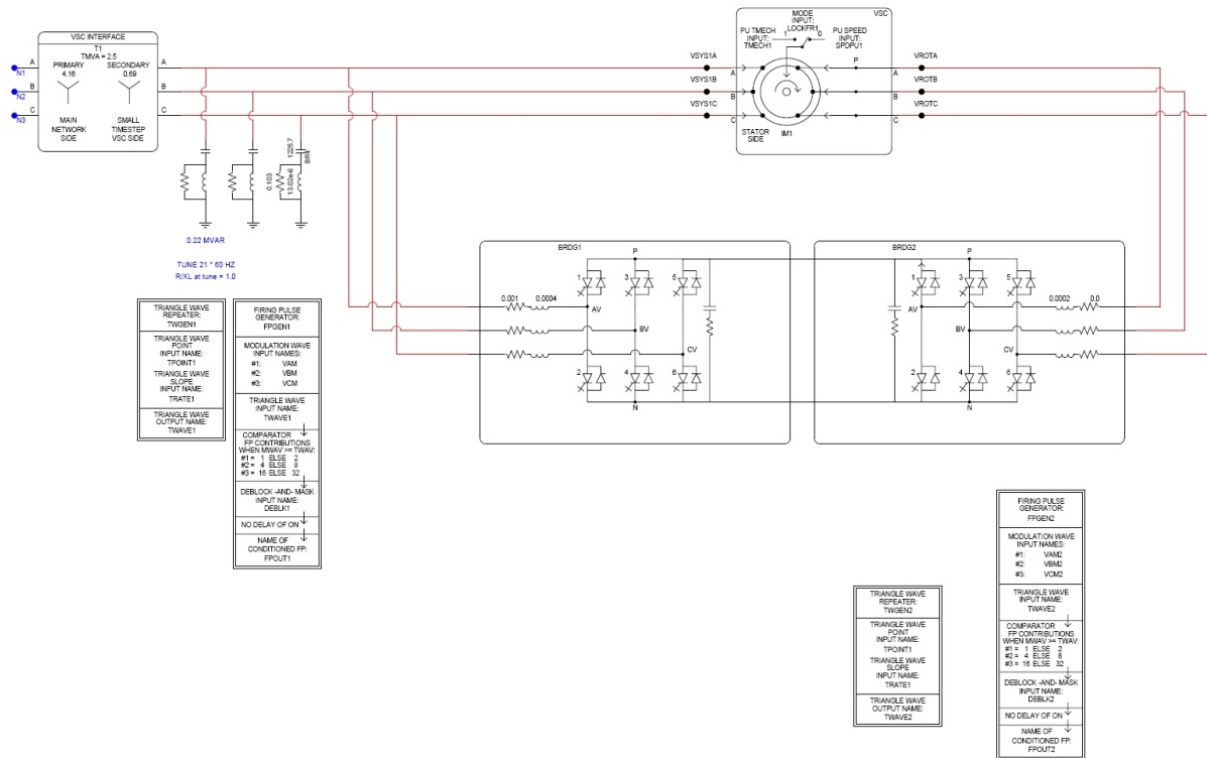 VSC INTERFACE
T1
TMVA = 2.5
PRIMARY SECONDARY
4.16 0.69
A A
B B
C C
N1
N2
N3
MAIN
NETWORK
SIDE
SMALL
TIMESTEP
VSC SIDE
0.103
13.02e-6
1225.7
0.22 MVAR
TUNE 21 * 60 HZ
R/XL at tune = 1.0
VSC
MODE
INPUT:
LOCKFR1
1 0
PU TMECH
INPUT:
TMECH1
PU SPEED
INPUT:
SPDPU1
VSYS1A
VSYS1B
VSYS1C
A
B
C
STATOR
SIDE
IM1
P
A
B
C
VROTA
VROTB
VROTC
BRDG1
P
1 3 5
0.001 0.0004
AV
BV
CV
2 4 6
N
BRDG2
P
1 3 5
0.0002 0.0
AV
BV
CV
2 4 6
N
TRIANGLE WAVE
REPEATER:
TWGEN1
TRIANGLE WAVE
POINT
INPUT NAME:
TPOINT1
TRIANGLE WAVE
SLOPE
INPUT NAME:
TRATE1
TRIANGLE WAVE
OUTPUT NAME:
TWAVE1
FIRING PULSE
GENERATOR:
FPGEN1
MODULATION WAVE
INPUT NAMES:
#1: VAM
#2: VBM
#3: VCM
TRIANGLE WAVE
INPUT NAME:
TWAVE1
COMPARATOR
FP CONTRIBUTIONS
WHEN MWAV >= TWAV:
#1 = 1 ELSE 2
#2 = 4 ELSE 8
#3 = 16 ELSE 32
DEBLOCK -AND- MASK
INPUT NAME:
DEBLK1
NO DELAY OF ON
NAME OF
CONDITIONED FP:
FPOUT1
TRIANGLE WAVE
REPEATER:
TWGEN2
TRIANGLE WAVE
POINT
INPUT NAME:
TPOINT1
TRIANGLE WAVE
SLOPE
INPUT NAME:
TRATE1
TRIANGLE WAVE
OUTPUT NAME:
TWAVE2
FIRING PULSE
GENERATOR:
FPGEN2
MODULATION WAVE
INPUT NAMES:
#1: VAM2
#2: VBM2
#3: VCM2
TRIANGLE WAVE
INPUT NAME:
TWAVE2
COMPARATOR
FP CONTRIBUTIONS
WHEN MWAV >= TWAV:
#1 = 1 ELSE 2
#2 = 4 ELSE 8
#3 = 16 ELSE 32
DEBLOCK -AND- MASK
INPUT NAME:
DEBLK2
NO DELAY OF ON
NAME OF
CONDITIONED FP:
FPOUT2